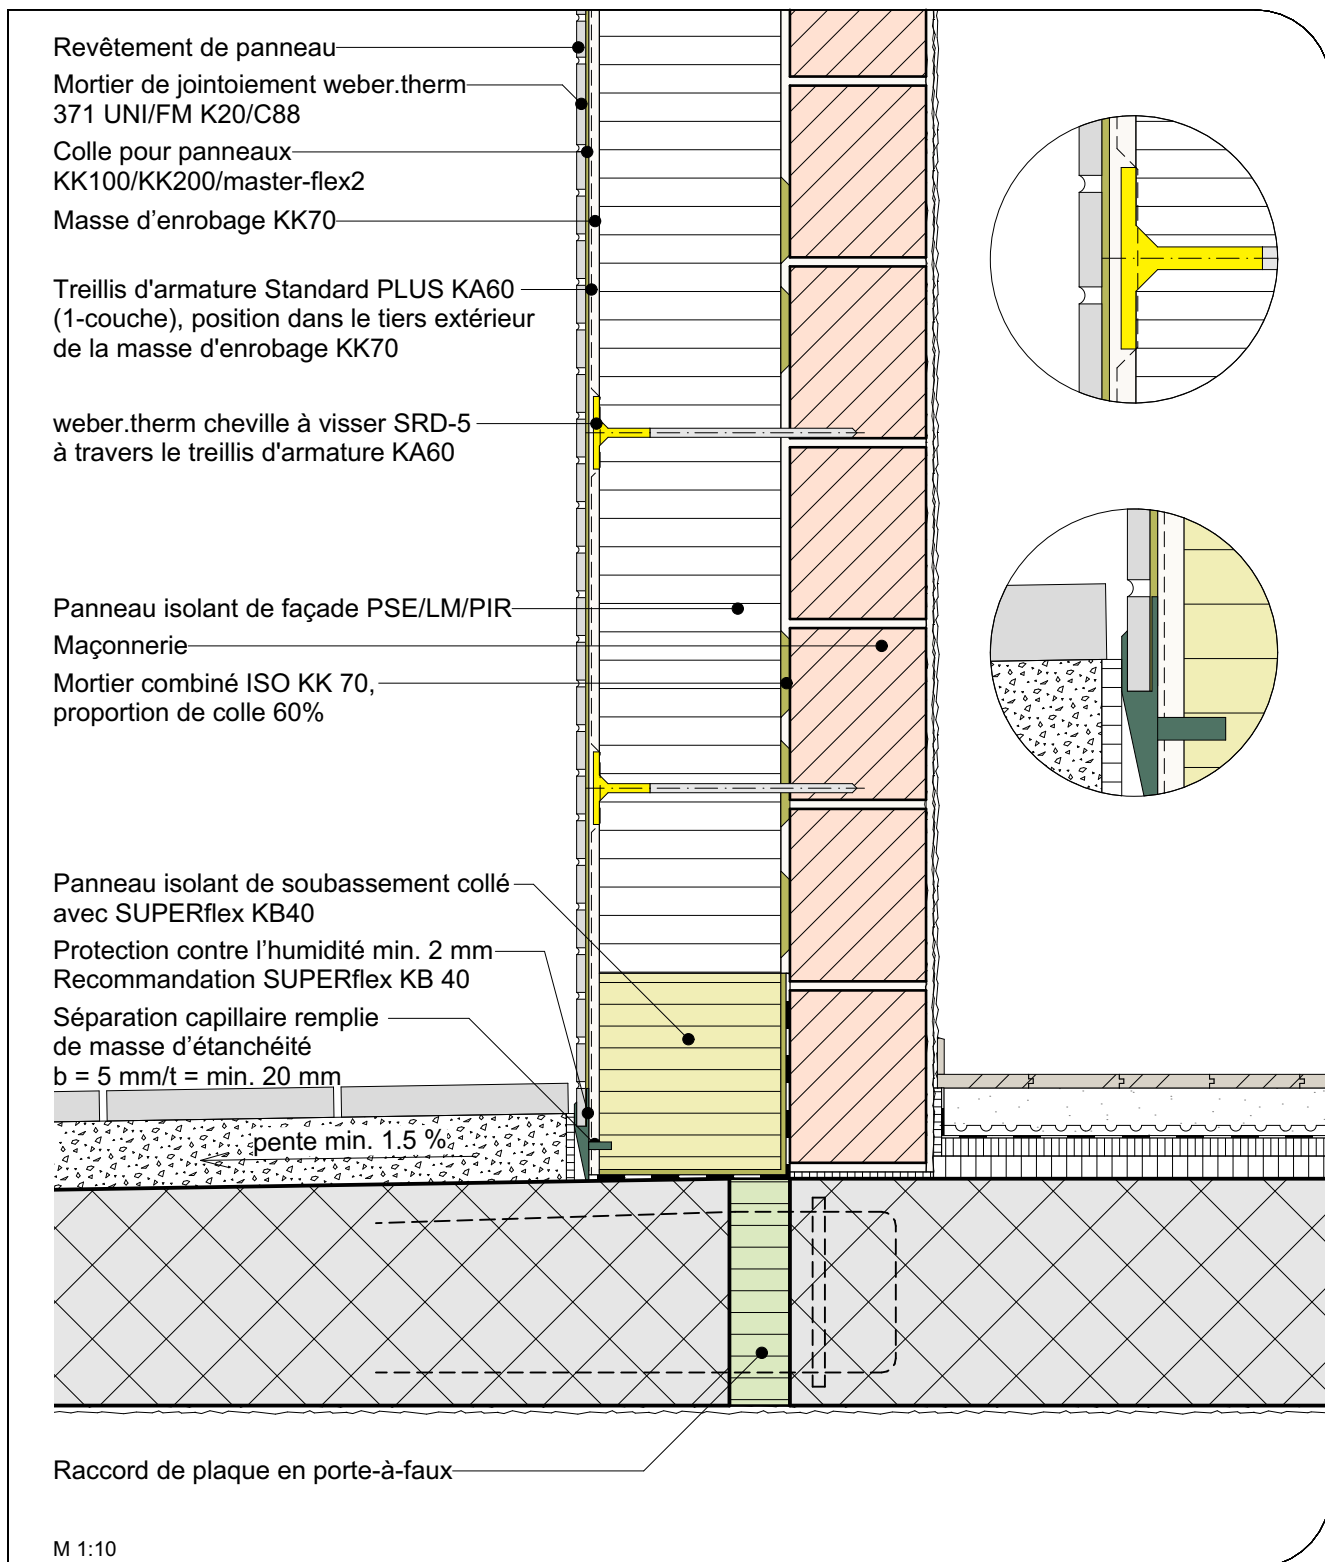 Revêtement de panneau
Mortier de jointoiement weber.therm
371 UNI/FM K20/C88
Colle pour panneaux
KK100/KK200/master-flex2
Masse d’enrobage KK70
Treillis d'armature Standard PLUS KA60
(1-couche), position dans le tiers extérieur
de la masse d'enrobage KK70
weber.therm cheville à visser SRD-5
à travers le treillis d'armature KA60
Panneau isolant de façade PSE/LM/PIR
Maçonnerie
Mortier combiné ISO KK 70,
proportion de colle 60%
Panneau isolant de soubassement collé
avec SUPERflex KB40
Protection contre l’humidité min. 2 mm
Recommandation SUPERflex KB 40
Séparation capillaire remplie
de masse d’étanchéité
b = 5 mm/t = min. 20 mm
pente min. 1.5 %
Raccord de plaque en porte-à-faux
M 1:10